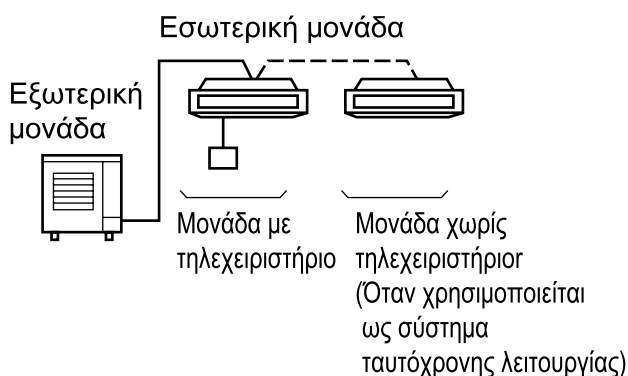 Εσωτερική μονάδα
Εξωτερική
μονάδα
Μονάδα με
τηλεχειριστήριο
Μονάδα χωρίς
τηλεχειριστήριοr
(Όταν χρησιμοποιείται
ως σύστημα
ταυτόχρονης λειτουργίας)